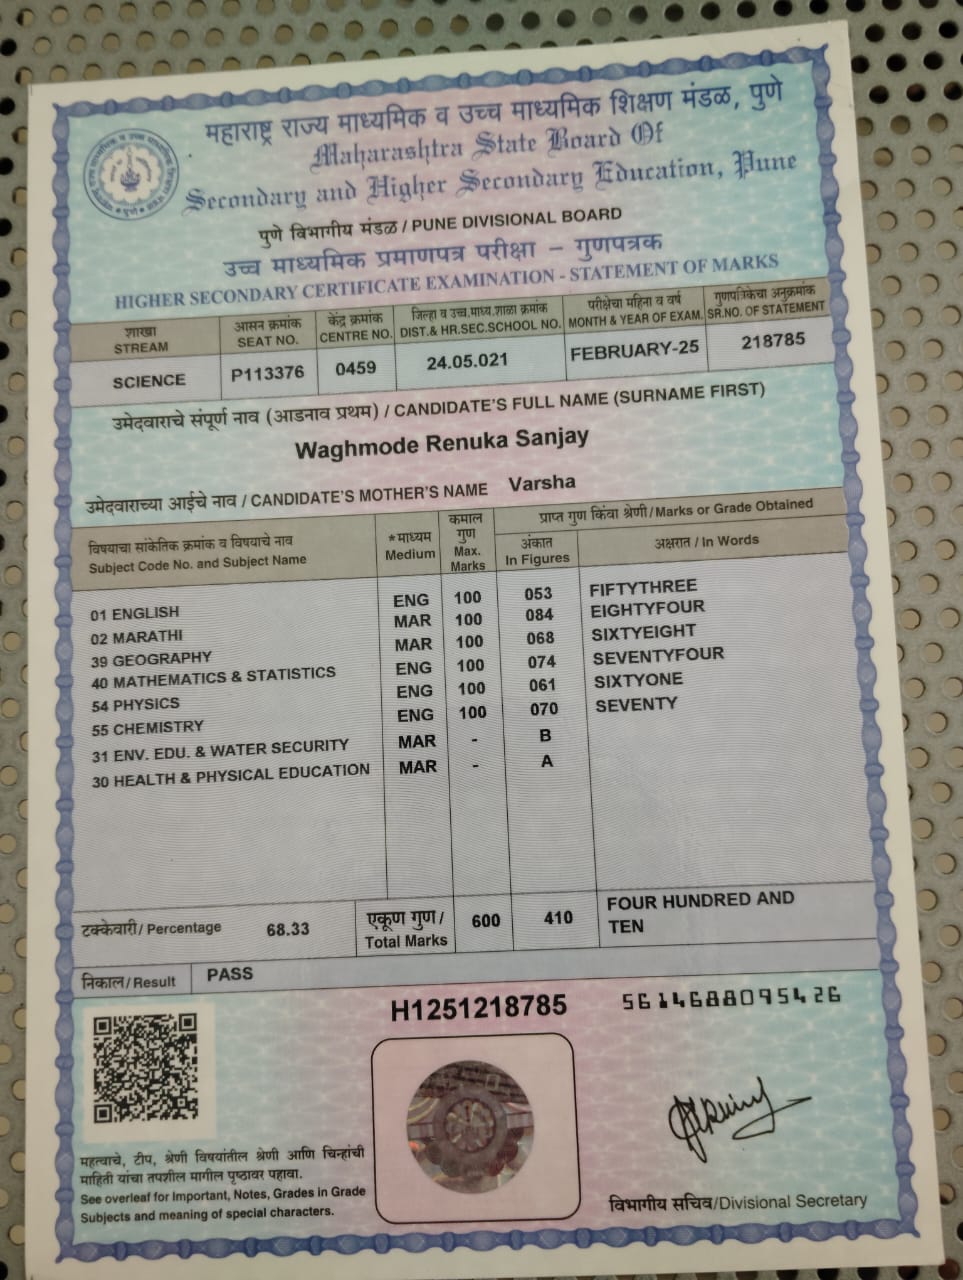 महाराष्ट्र राज्य माध्यमिक व उच्च माध्यमिक शिक्षण मंडळ, पुणे
Maharashtra State Board Of
Secondary and Higher Secondary Education, Pune
पुणे विभागीय मंडळ / PUNE DIVISIONAL BOARD
उच्च माध्यमिक प्रमाणपत्र परीक्षा – गुणपत्रक
HIGHER SECONDARY CERTIFICATE EXAMINATION - STATEMENT OF MARKS
शाखा आसन क्रमांक केंद्र क्रमांक जिल्हा व उच्च.माध्य.शाळा क्रमांक परीक्षेचा महिना व वर्ष गुणपत्रिकेचा अनुक्रमांक
STREAM SEAT NO. CENTRE NO. DIST.& HR.SEC.SCHOOL NO. MONTH & YEAR OF EXAM. SR.NO. OF STATEMENT
SCIENCE P113376 0459 24.05.021 FEBRUARY-25 218785
उमेदवाराचे संपूर्ण नाव (आडनाव प्रथम) / CANDIDATE'S FULL NAME (SURNAME FIRST)
Waghmode Renuka Sanjay
उमेदवाराच्या आईचे नाव / CANDIDATE'S MOTHER'S NAME Varsha
विषयाचा सांकेतिक क्रमांक व विषयाचे नाव
Subject Code No. and Subject Name
*माध्यम
Medium
कमाल
गुण
Max.
Marks
प्राप्त गुण किंवा श्रेणी/Marks or Grade Obtained
अंकात
In Figures
अक्षरात / In Words
01 ENGLISH ENG 100 053 FIFTYTHREE
02 MARATHI MAR 100 084 EIGHTYFOUR
39 GEOGRAPHY MAR 100 068 SIXTYEIGHT
40 MATHEMATICS & STATISTICS ENG 100 074 SEVENTYFOUR
54 PHYSICS ENG 100 061 SIXTYONE
55 CHEMISTRY ENG 100 070 SEVENTY
31 ENV. EDU. & WATER SECURITY MAR - B
30 HEALTH & PHYSICAL EDUCATION MAR - A
टक्केवारी/ Percentage 68.33
एकूण गुण/
Total Marks
600 410
FOUR HUNDRED AND
TEN
निकाल/Result PASS
H1251218785 5614688095426
महत्वाचे, टीप, श्रेणी विषयांतील श्रेणी आणि चिन्हांची
माहिती यांचा तपशील मागील पृष्ठावर पहावा.
See overleaf for Important, Notes, Grades in Grade
Subjects and meaning of special characters.
विभागीय सचिव/Divisional Secretary